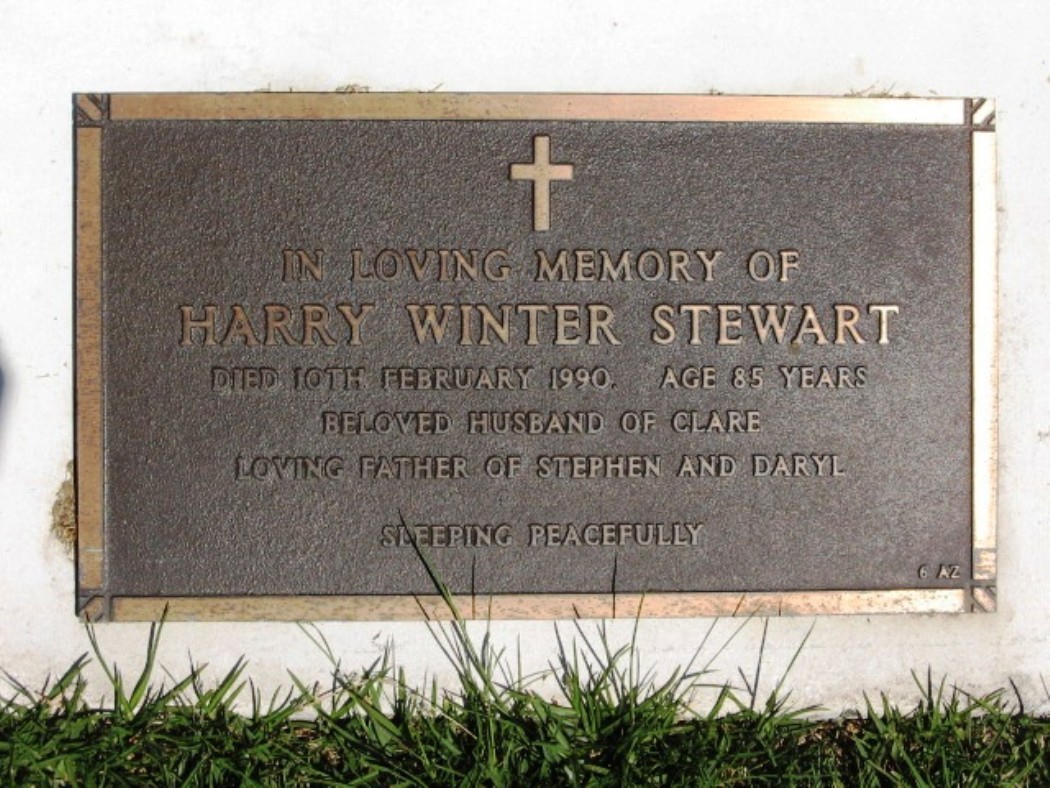 IN LOVING MEMORY OF
HARRY WINTER STEWART
DIED 10TH FEBRUARY 1990. AGE 85 YEARS
BELOVED HUSBAND OF CLARE
LOVING FATHER OF STEPHEN AND DARYL
SLEEPING PEACEFULLY
6 AZ